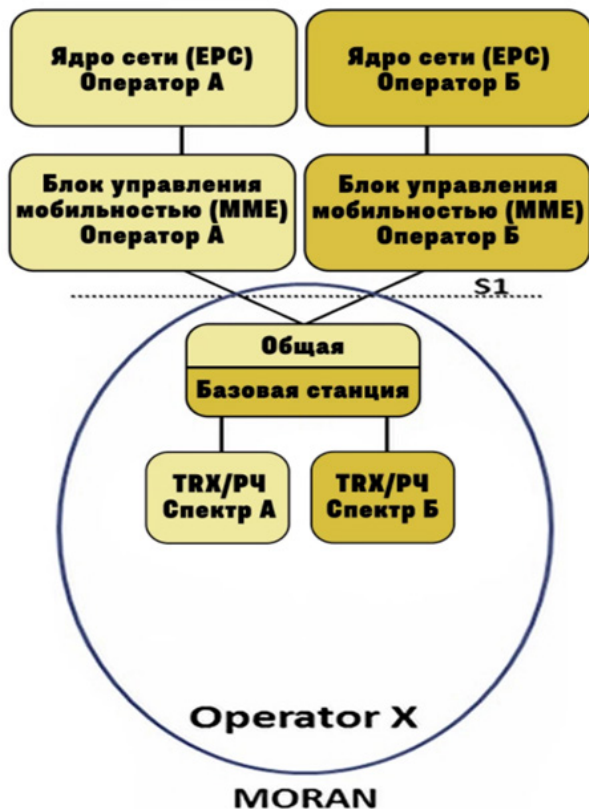 Ядро сети (EPC)
Оператор А
Ядро сети (EPC)
Оператор Б
Блок управления
мобильностью (MME)
Оператор А
Блок управления
мобильностью (MME)
Оператор Б
S1
Общая
Базовая станция
TRX/РЧ
Спектр А
TRX/РЧ
Спектр Б
Operator X
MORAN